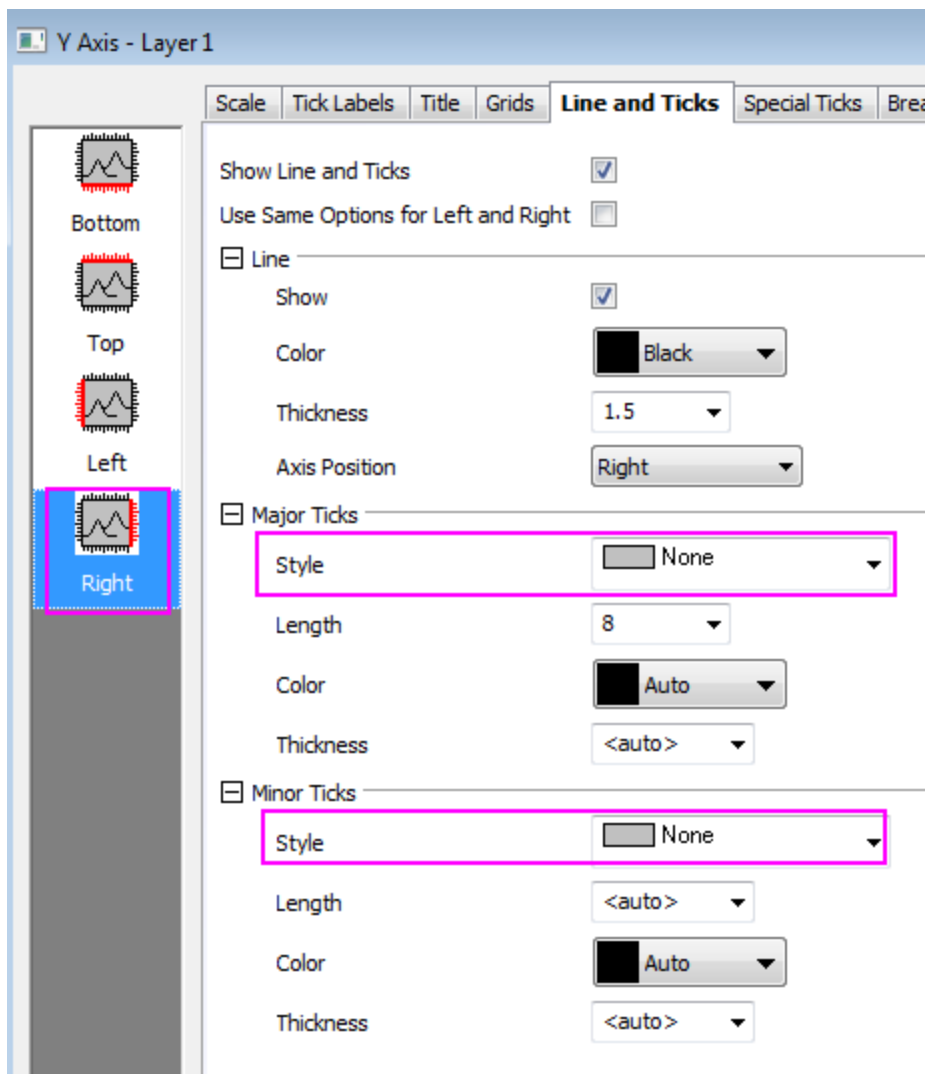 Y Axis - Layer 1
Scale Tick Labels Title Grids Line and Ticks Special Ticks
Bottom
Top
Left
Right
Show Line and Ticks
Use Same Options for Left and Right
Line
Show
Color Black
Thickness 1.5
Axis Position Right
Major Ticks
Style None
Length 8
Color Auto
Thickness <auto>
Minor Ticks
Style None
Length <auto>
Color Auto
Thickness <auto>